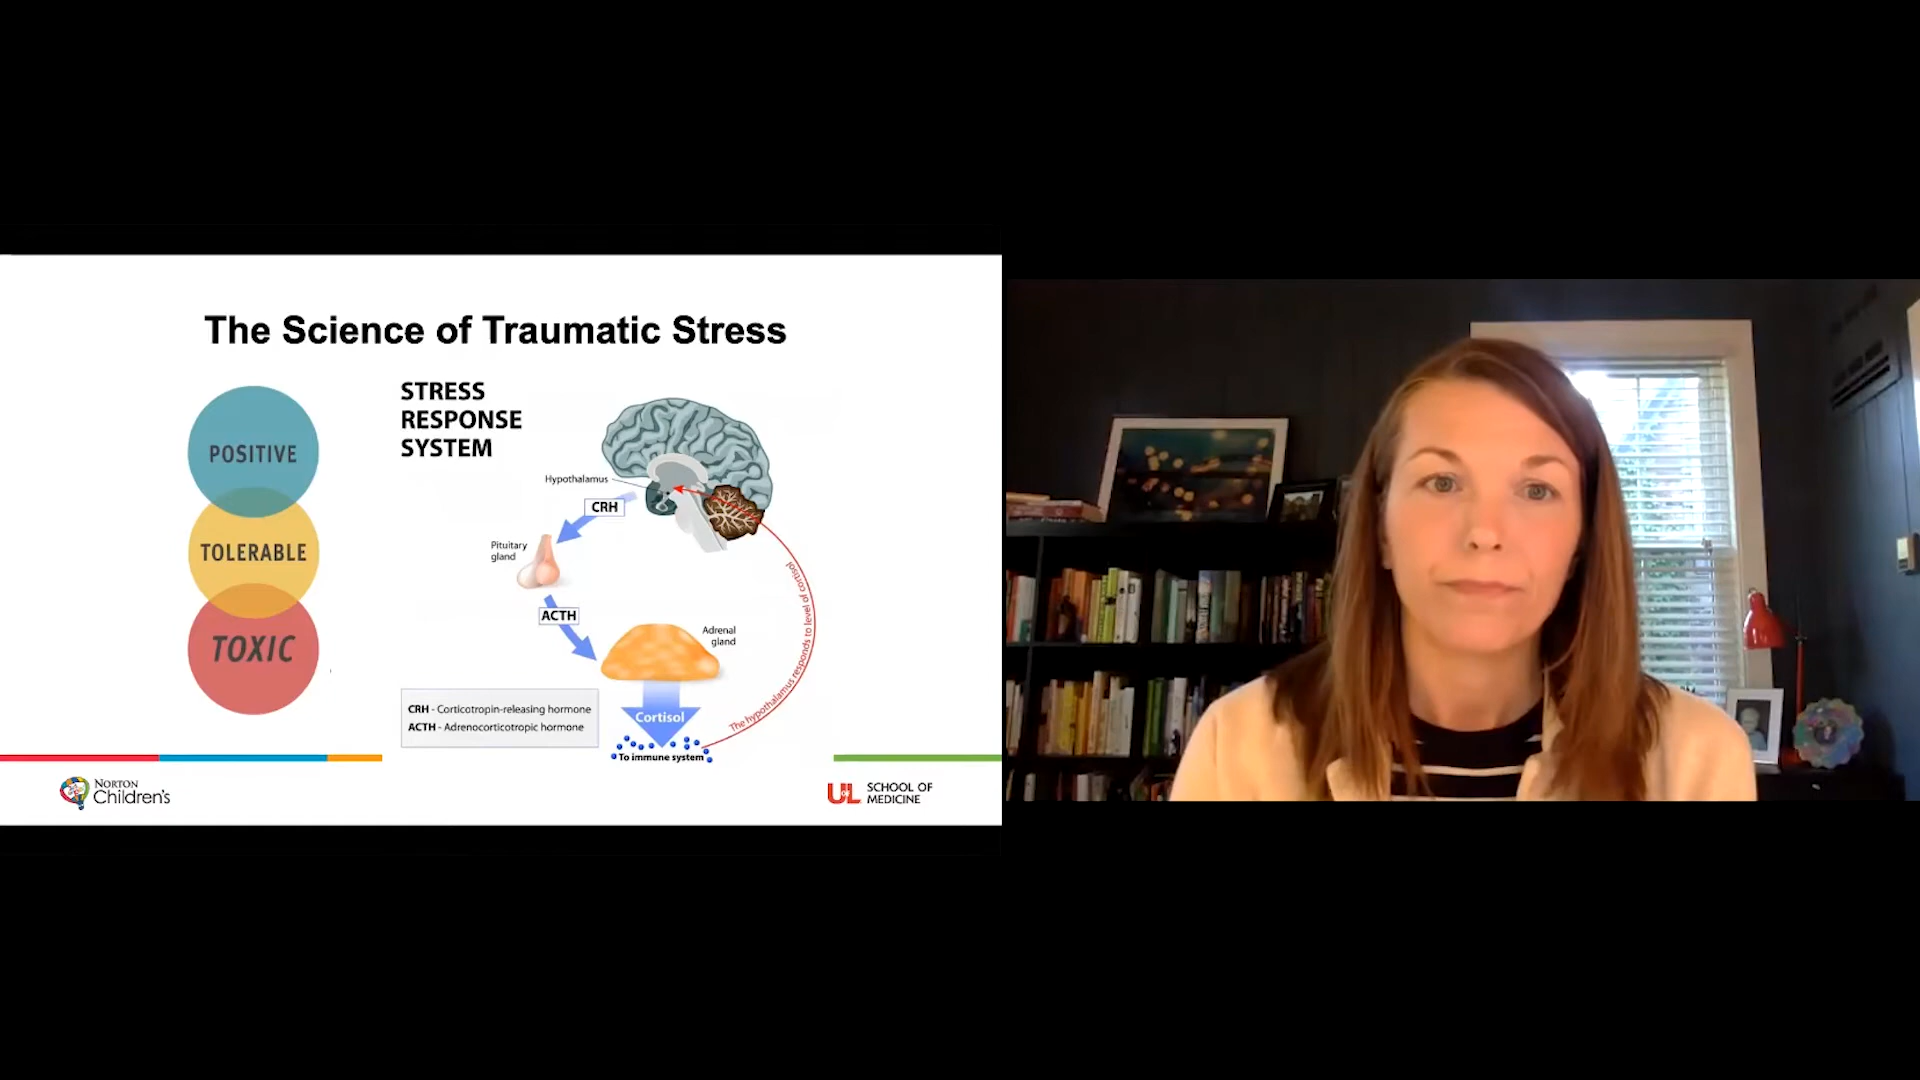 The Science of Traumatic Stress
POSITIVE
TOLERABLE
TOXIC
STRESS
RESPONSE
SYSTEM
Hypothalamus
CRH
Pituitary
gland
ACTH
Adrenal
gland
Cortisol
To immune system
The hypothalamus responds to level of cortisol
CRH - Corticotropin-releasing hormone
ACTH - Adrenocorticotropic hormone
NORTON
Children's
UofL
SCHOOL OF
MEDICINE